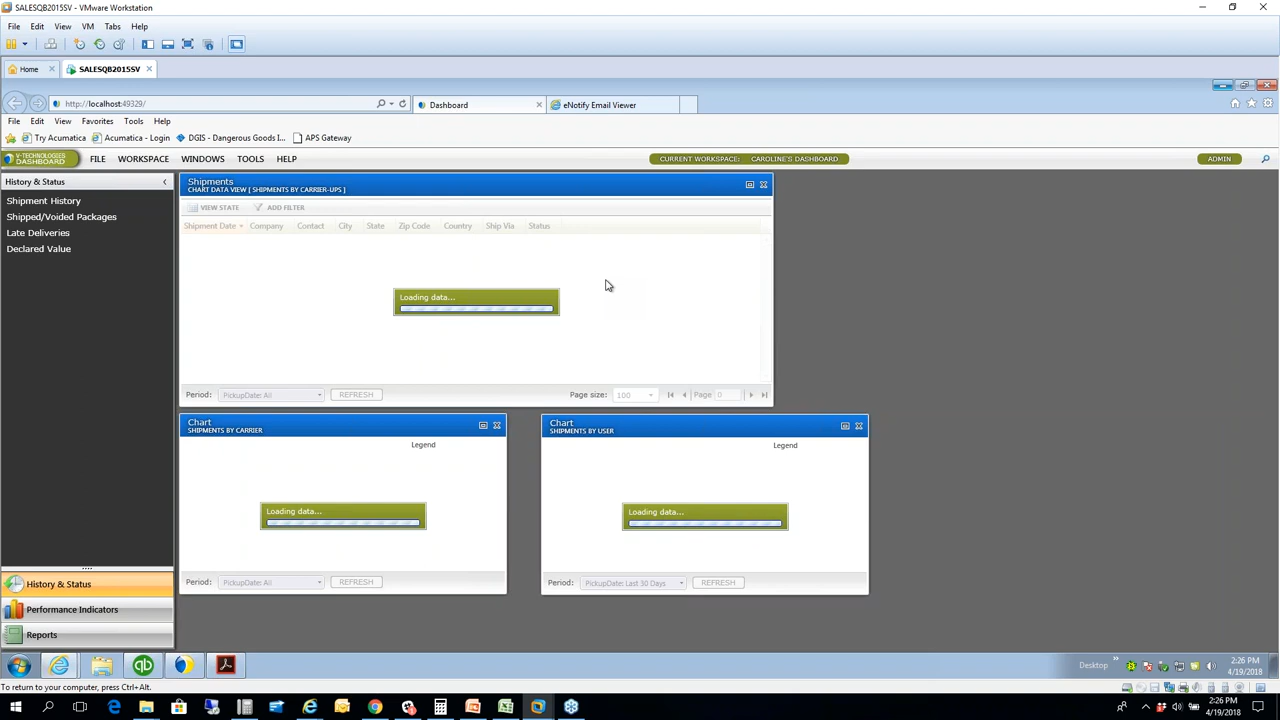 SALESQB2015SV - VMware Workstation
File Edit View VM Tabs Help
Home SALESQB2015SV
http://localhost:49329/ Dashboard eNotify Email Viewer
File Edit View Favorites Tools Help
Try Acumatica Acumatica - Login DGIS - Dangerous Goods I... APS Gateway
V-TECHNOLOGIES
DASHBOARD
FILE WORKSPACE WINDOWS TOOLS HELP CURRENT WORKSPACE: CAROLINE'S DASHBOARD ADMIN
History & Status
Shipment History
Shipped/Voided Packages
Late Deliveries
Declared Value
History & Status
Performance Indicators
Reports
Shipments
CHART DATA VIEW [ SHIPMENTS BY CARRIER-UPS ]
VIEW STATE ADD FILTER
Shipment Date Company Contact City State Zip Code Country Ship Via Status
Loading data...
Period: PickupDate: All REFRESH Page size: 100 Page 0
Chart
SHIPMENTS BY CARRIER
Legend
Loading data...
Period: PickupDate: All REFRESH
Chart
SHIPMENTS BY USER
Legend
Loading data...
Period: PickupDate: Last 30 Days REFRESH
Desktop 2:26 PM
4/19/2018
To return to your computer, press Ctrl+Alt.
2:26 PM
4/19/2018